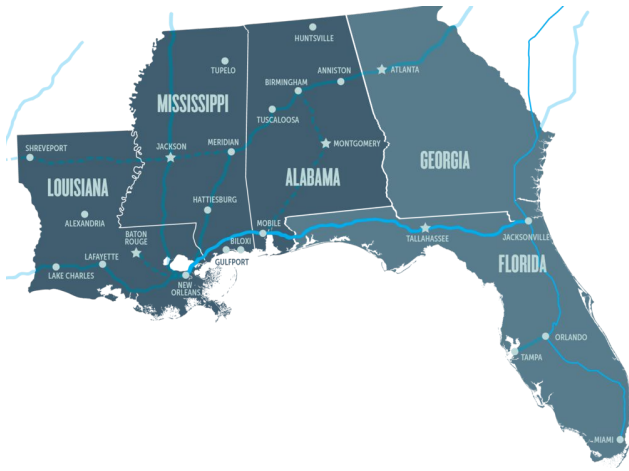 HUNTSVILLE
TUPELO
ANNISTON
ATLANTA
BIRMINGHAM
MISSISSIPPI
TUSCALOOSA
SHREVEPORT
JACKSON
MERIDIAN
MONTGOMERY
GEORGIA
LOUISIANA
ALABAMA
HATTIESBURG
ALEXANDRIA
BATON
ROUGE
MOBILE
BILOXI
TALLAHASSEE
JACKSONVILLE
LAFAYETTE
GULFPORT
FLORIDA
LAKE CHARLES
NEW
ORLEANS
ORLANDO
TAMPA
MIAMI